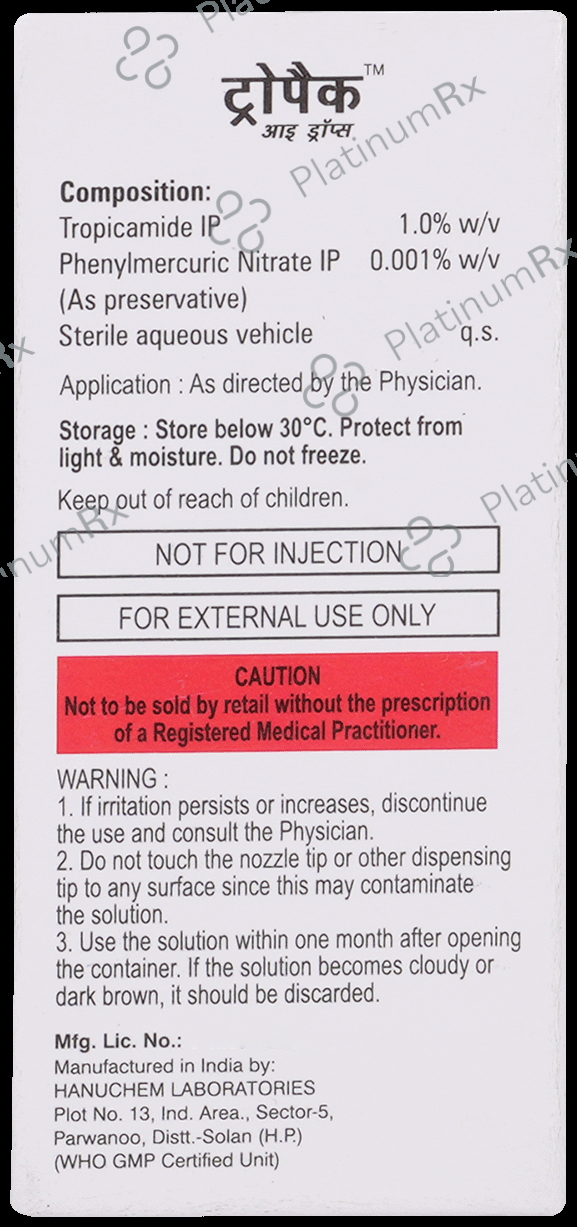 ट्रोपैक™
आइ ड्रॉप्स
Composition:
Tropicamide IP 1.0% w/v
Phenylmercuric Nitrate IP 0.001% w/v
(As preservative)
Sterile aqueous vehicle q.s.
Application : As directed by the Physician.
Storage : Store below 30°C. Protect from
light & moisture. Do not freeze.
Keep out of reach of children.
NOT FOR INJECTION
FOR EXTERNAL USE ONLY
CAUTION
Not to be sold by retail without the prescription
of a Registered Medical Practitioner.
WARNING :
1. If irritation persists or increases, discontinue
the use and consult the Physician.
2. Do not touch the nozzle tip or other dispensing
tip to any surface since this may contaminate
the solution.
3. Use the solution within one month after opening
the container. If the solution becomes cloudy or
dark brown, it should be discarded.
Mfg. Lic. No.:
Manufactured in India by:
HANUCHEM LABORATORIES
Plot No. 13, Ind. Area., Sector-5,
Parwanoo, Distt.-Solan (H.P.)
(WHO GMP Certified Unit)
PlatinumRx
PlatinumRx